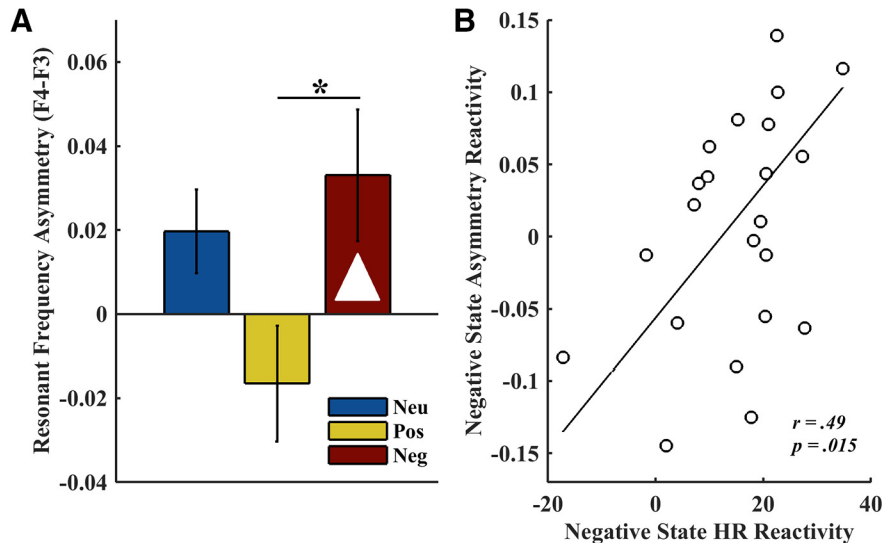 A
Resonant Frequency Asymmetry (F4-F3)
0.06
0.04
0.02
0
-0.02
-0.04
*
Neu
Pos
Neg
B
Negative State Asymmetry Reactivity
0.15
0.1
0.05
0
-0.05
-0.1
-0.15
r = .49
p = .015
-20 0 20 40
Negative State HR Reactivity